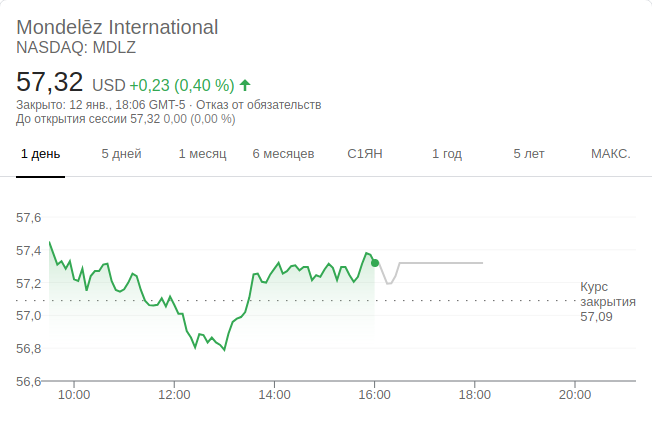 Mondelēz International
NASDAQ: MDLZ
57,32 USD +0,23 (0,40 %)
Закрыто: 12 янв., 18:06 GMT-5 · Отказ от обязательств
До открытия сессии 57,32 0,00 (0,00 %)
1 день 5 дней 1 месяц 6 месяцев С1ЯН 1 год 5 лет МАКС.
57,6
57,4
57,2
57,0
56,8
56,6
Курс
закрытия
57,09
10:00 12:00 14:00 16:00 18:00 20:00